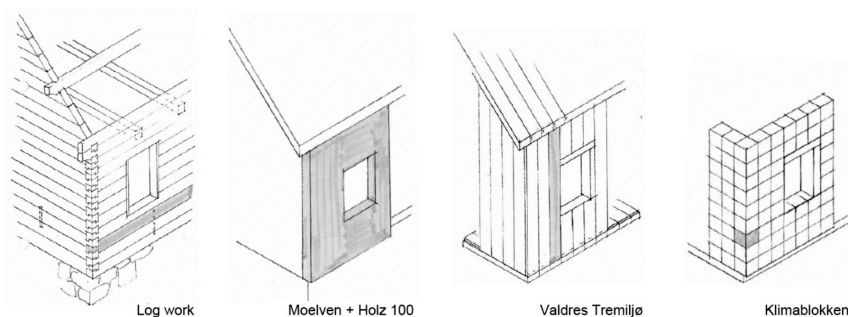 Log work
Moelven + Holz 100
Valdres Tremiljø
Klimablokken